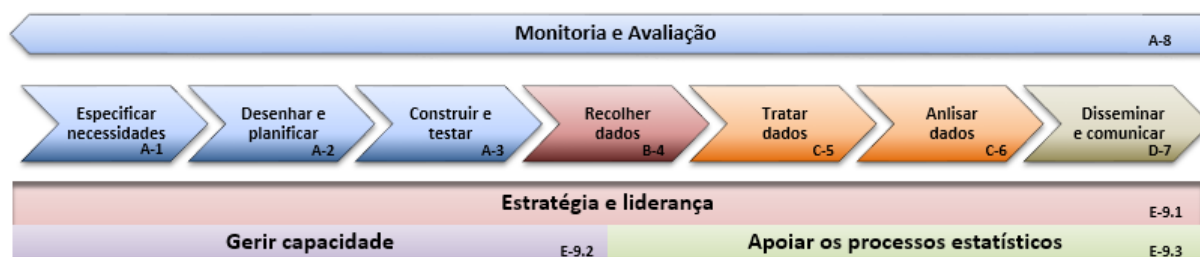 Monitoria e Avaliação
A-8
Especificar
necessidades
A-1
Desenhar e
planificar
A-2
Construir e
testar
A-3
Recolher
dados
B-4
Tratar
dados
C-5
Anlisar
dados
C-6
Disseminar
e comunicar
D-7
Estratégia e liderança
E-9.1
Gerir capacidade
E-9.2
Apoiar os processos estatísticos
E-9.3